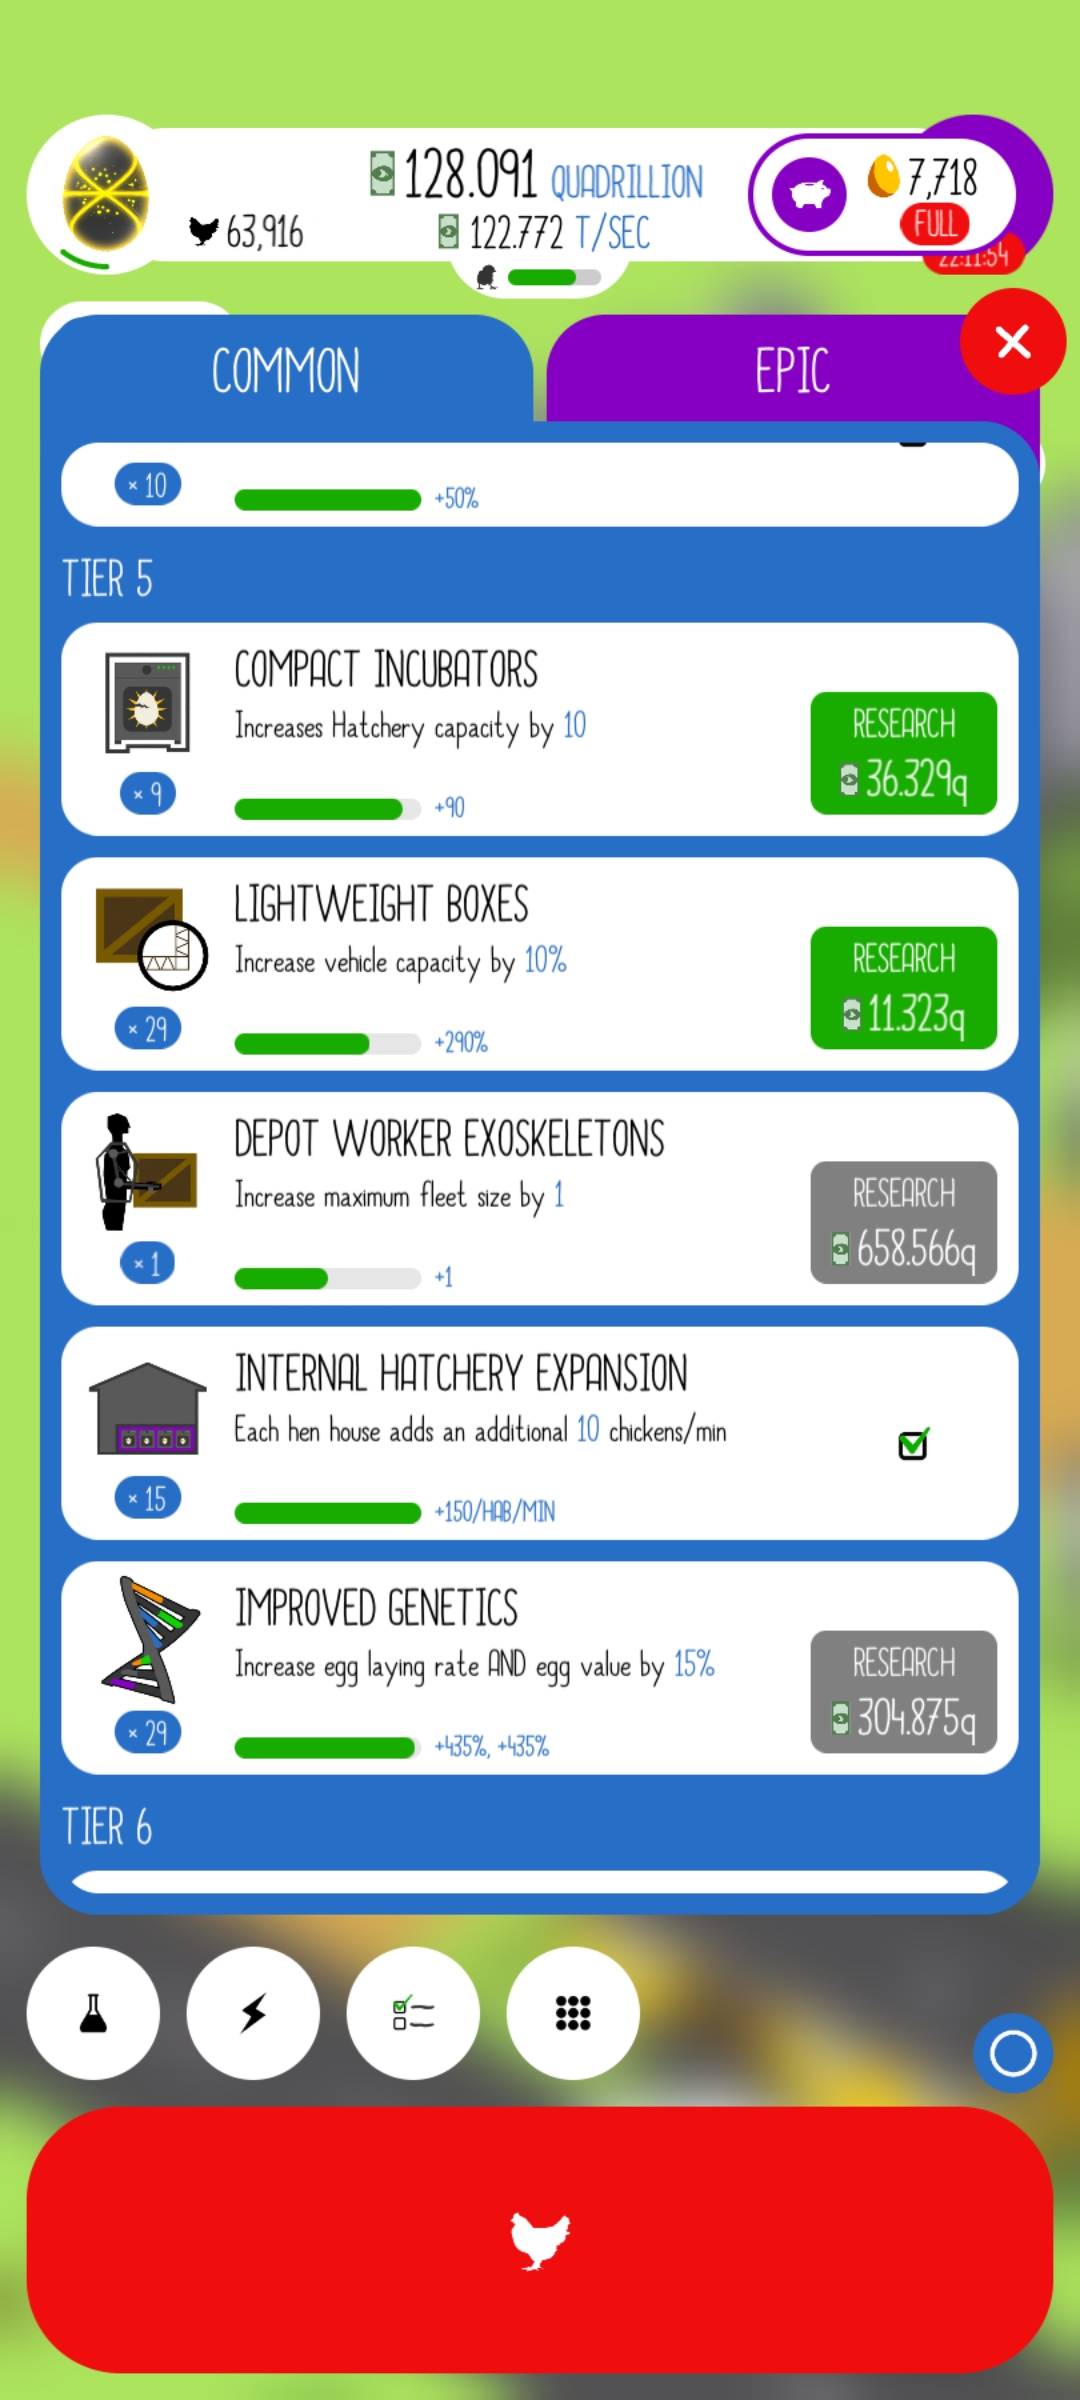 128.091 QUADRILLION
63,916
122.772 T/SEC
7,718
FULL
22:11:54
COMMON
EPIC
× 10
+50%
TIER 5
COMPACT INCUBATORS
Increases Hatchery capacity by 10
RESEARCH
36.329q
× 9
+90
LIGHTWEIGHT BOXES
Increase vehicle capacity by 10%
RESEARCH
11.323q
× 29
+290%
DEPOT WORKER EXOSKELETONS
Increase maximum fleet size by 1
RESEARCH
658.566q
× 1
+1
INTERNAL HATCHERY EXPANSION
Each hen house adds an additional 10 chickens/min
× 15
+150/HAB/MIN
IMPROVED GENETICS
Increase egg laying rate AND egg value by 15%
RESEARCH
304.875q
× 29
+435%, +435%
TIER 6